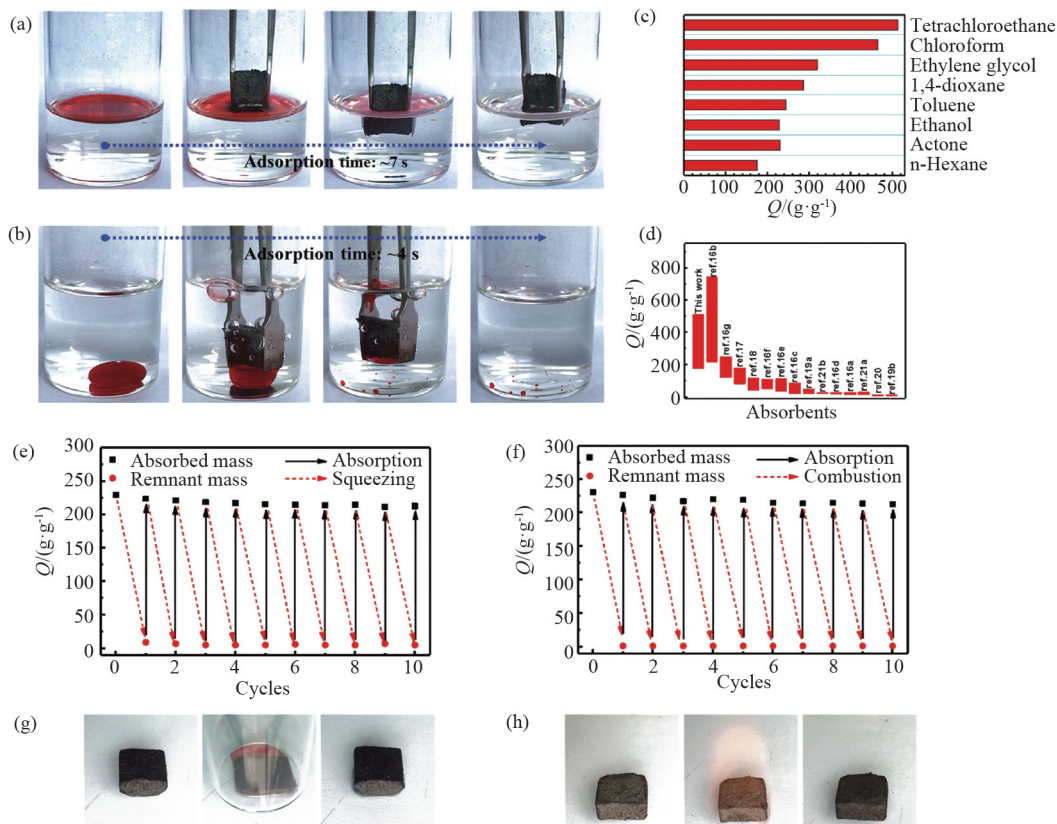 (a)
Adsorption time: ~7 s
(b)
Adsorption time: ~4 s
(c)
Tetrachloroethane
Chloroform
Ethylene glycol
1,4-dioxane
Toluene
Ethanol
Actone
n-Hexane
0 100 200 300 400 500
Q/(g·g⁻¹)
(d)
800
600
400
200
0
Q/(g·g⁻¹)
This work
ref.16b
ref.16g
ref.17
ref.18
ref.16f
ref.16e
ref.16c
ref.19a
ref.21b
ref.16d
ref.16a
ref.21a
ref.20
ref.19b
Absorbents
(e)
300
250
200
150
100
50
0
Q/(g·g⁻¹)
Absorbed mass Absorption
Remnant mass Squeezing
0 2 4 6 8 10
Cycles
(f)
300
250
200
150
100
50
0
Q/(g·g⁻¹)
Absorbed mass Absorption
Remnant mass Combustion
0 2 4 6 8 10
Cycles
(g)
(h)